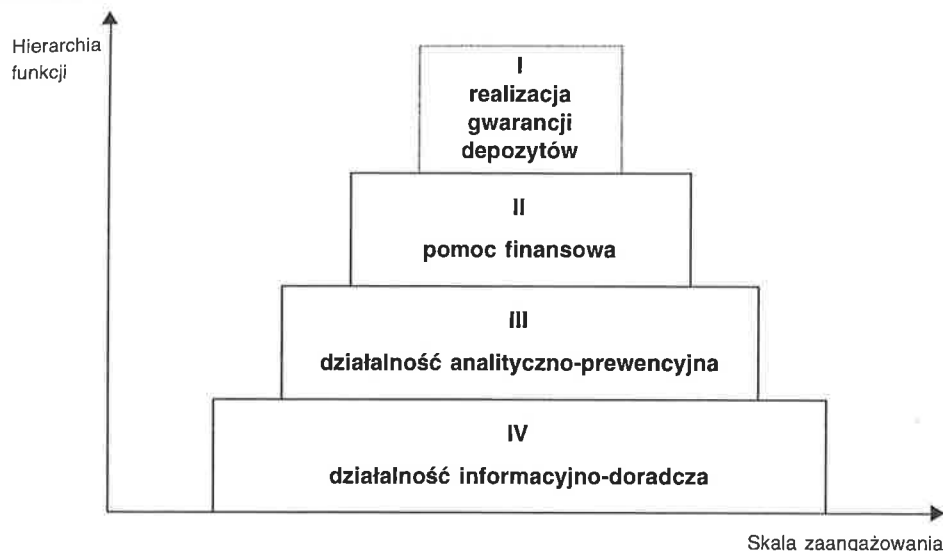 Hierarchia
funkcji
I
realizacja
gwarancji
depozytów
II
pomoc finansowa
III
działalność analityczno-prewencyjna
IV
działalność informacyjno-doradcza
Skala zaangażowania